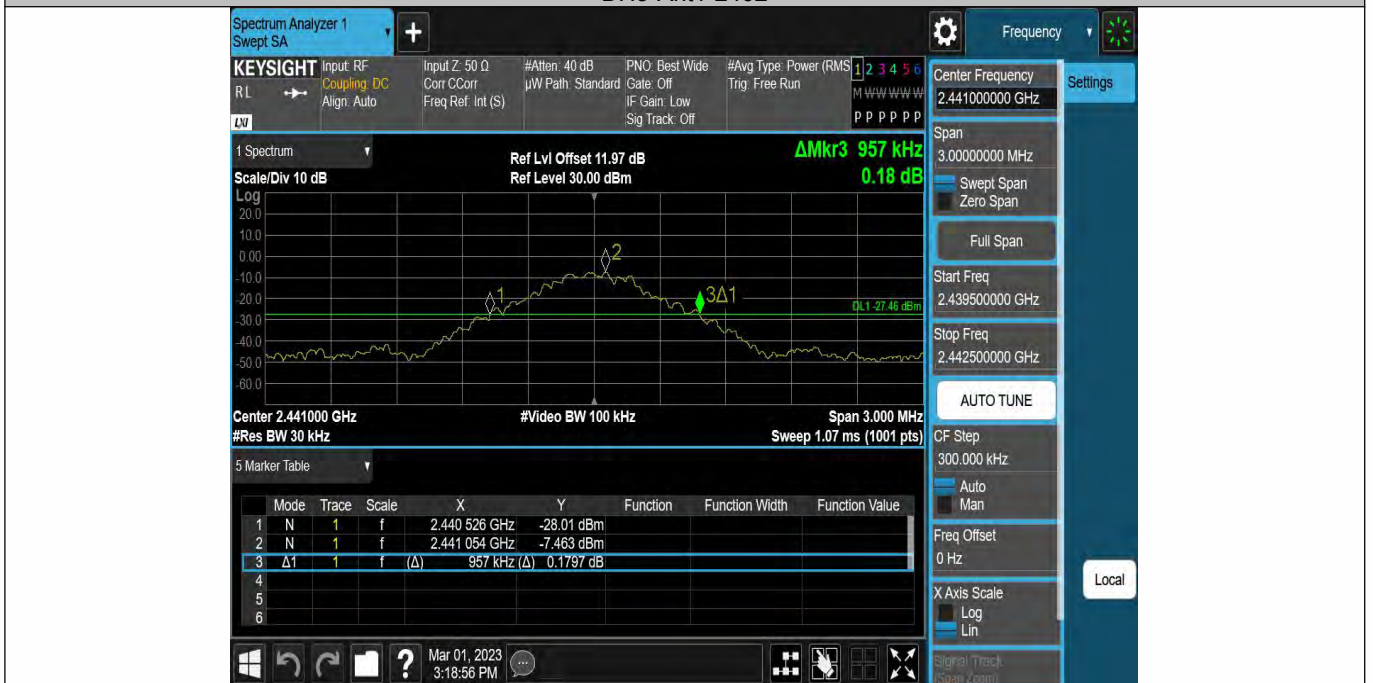 Spectrum Analyzer 1
Swept SA
+
Frequency
KEYSIGHT
RL
LXI
Input: RF
Coupling: DC
Align: Auto
Input Z: 50 Ω
Corr CCorr
Freq Ref: Int (S)
#Atten: 40 dB
µW Path: Standard
PNO: Best Wide
Gate: Off
IF Gain: Low
Sig Track: Off
#Avg Type: Power (RMS
Trig: Free Run
1 2 3 4 5 6
M W W W W W
P P P P P P
1 Spectrum
Scale/Div 10 dB
Ref Lvl Offset 11.97 dB
Ref Level 30.00 dBm
ΔMkr3 957 kHz
0.18 dB
Log
20.0
10.0
0.00
-10.0
-20.0
-30.0
-40.0
-50.0
-60.0
1
2
3Δ1
DL1 -27.46 dBm
Center 2.441000 GHz
#Video BW 100 kHz
Span 3.000 MHz
#Res BW 30 kHz
Sweep 1.07 ms (1001 pts)
5 Marker Table
Mode Trace Scale X Y Function Function Width Function Value
1 N 1 f 2.440 526 GHz -28.01 dBm
2 N 1 f 2.441 054 GHz -7.463 dBm
3 Δ1 1 f (Δ) 957 kHz (Δ) 0.1797 dB
4
5
6
Mar 01, 2023
3:18:56 PM
?
Center Frequency
2.441000000 GHz
Settings
Span
3.00000000 MHz
Swept Span
Zero Span
Full Span
Start Freq
2.439500000 GHz
Stop Freq
2.442500000 GHz
AUTO TUNE
CF Step
300.000 kHz
Auto
Man
Freq Offset
0 Hz
X Axis Scale
Log
Lin
Signal Track
(Span Zoom)
Local